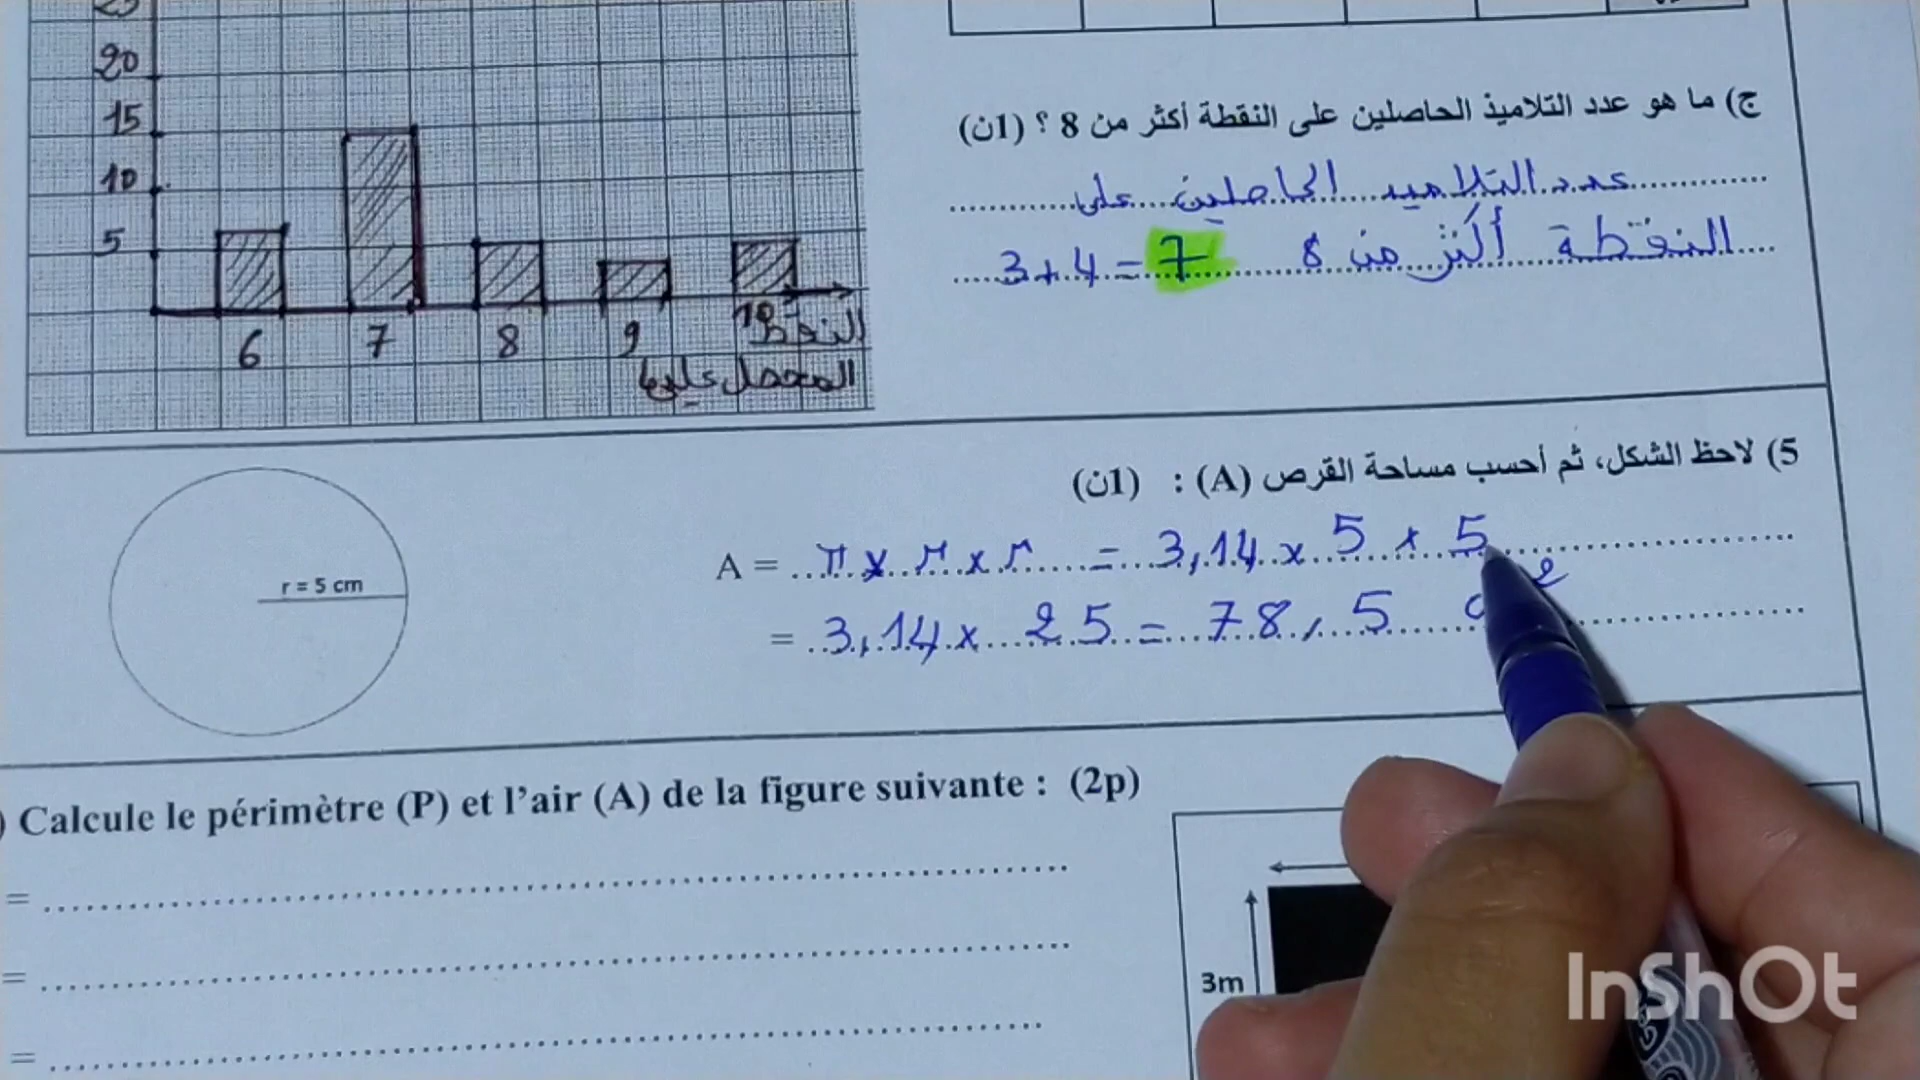 20
15
10
5
6 7 8 9 10
النقط
المحصل عليها
ج) ما هو عدد التلاميذ الحاصلين على النقطة أكثر من 8 ؟ (1ن)
عدد التلاميذ الحاصلين على
النقطة أكثر من 8 3+4=7
5) لاحظ الشكل، ثم أحسب مساحة القرص (A) : (1ن)
r = 5 cm
A = π x r x r = 3,14 x 5 x 5
= 3,14 x 25 = 78,5
) Calcule le périmètre (P) et l'air (A) de la figure suivante : (2p)
=
=
=
3m
InShOt